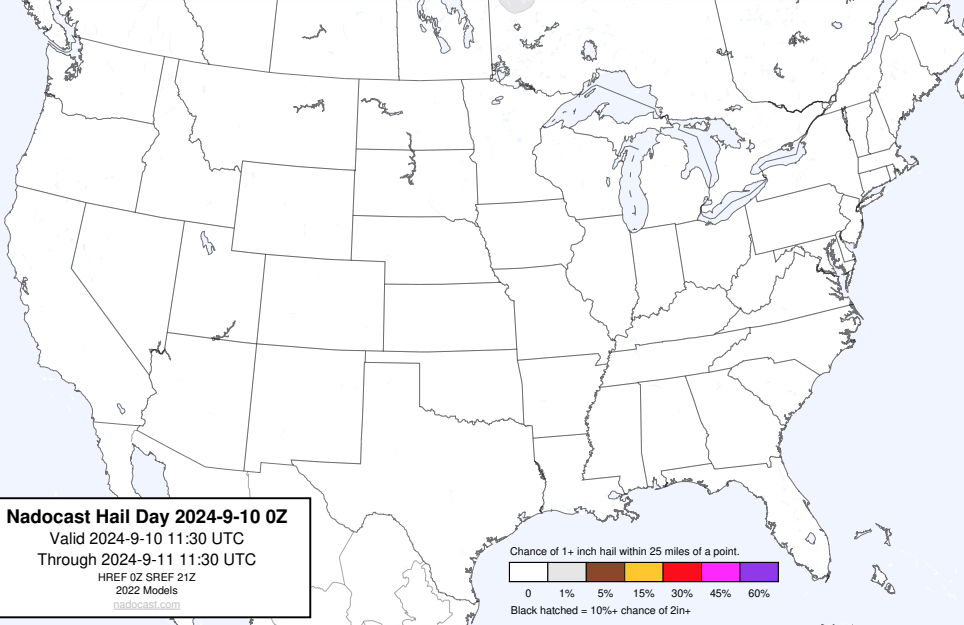 Nadocast Hail Day 2024-9-10 0Z
Valid 2024-9-10 11:30 UTC
Through 2024-9-11 11:30 UTC
HREF 0Z SREF 21Z
2022 Models
nadocast.com
Chance of 1+ inch hail within 25 miles of a point.
0 1% 5% 15% 30% 45% 60%
Black hatched = 10%+ chance of 2in+